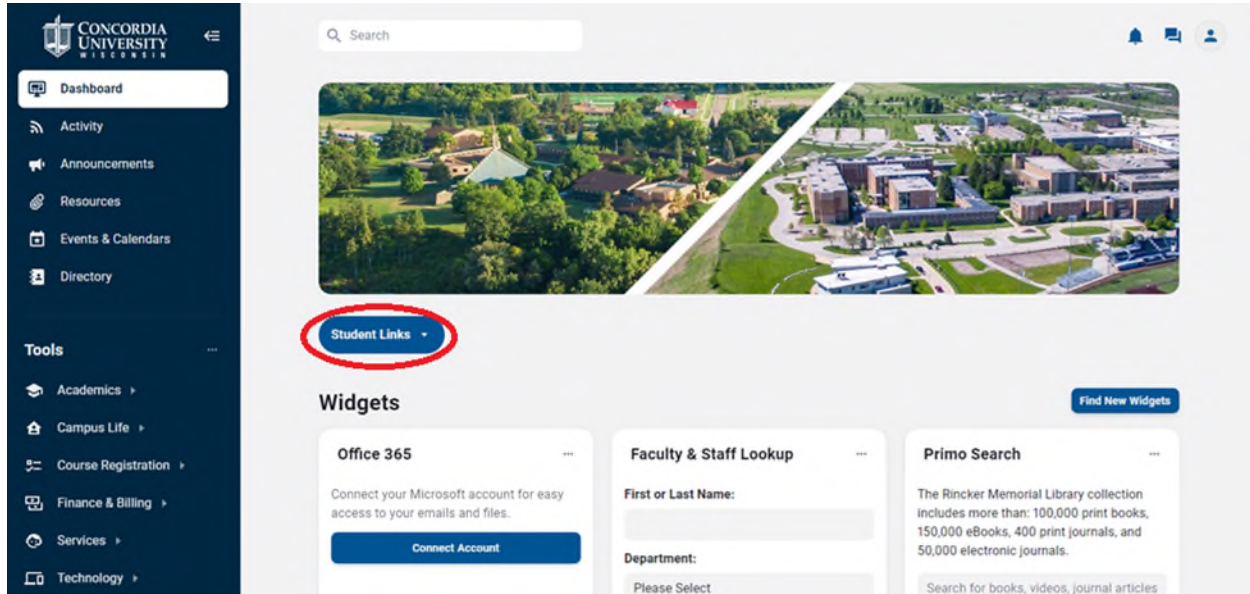 CONCORDIA
UNIVERSITY
WISCONSIN
Dashboard
Activity
Announcements
Resources
Events & Calendars
Directory
Tools
Academics
Campus Life
Course Registration
Finance & Billing
Services
Technology
Search
Student Links
Widgets
Find New Widgets
Office 365
Connect your Microsoft account for easy
access to your emails and files.
Connect Account
Faculty & Staff Lookup
First or Last Name:
Department:
Please Select
Primo Search
The Rincker Memorial Library collection
includes more than: 100,000 print books,
150,000 eBooks, 400 print journals, and
50,000 electronic journals.
Search for books, videos, journal articles